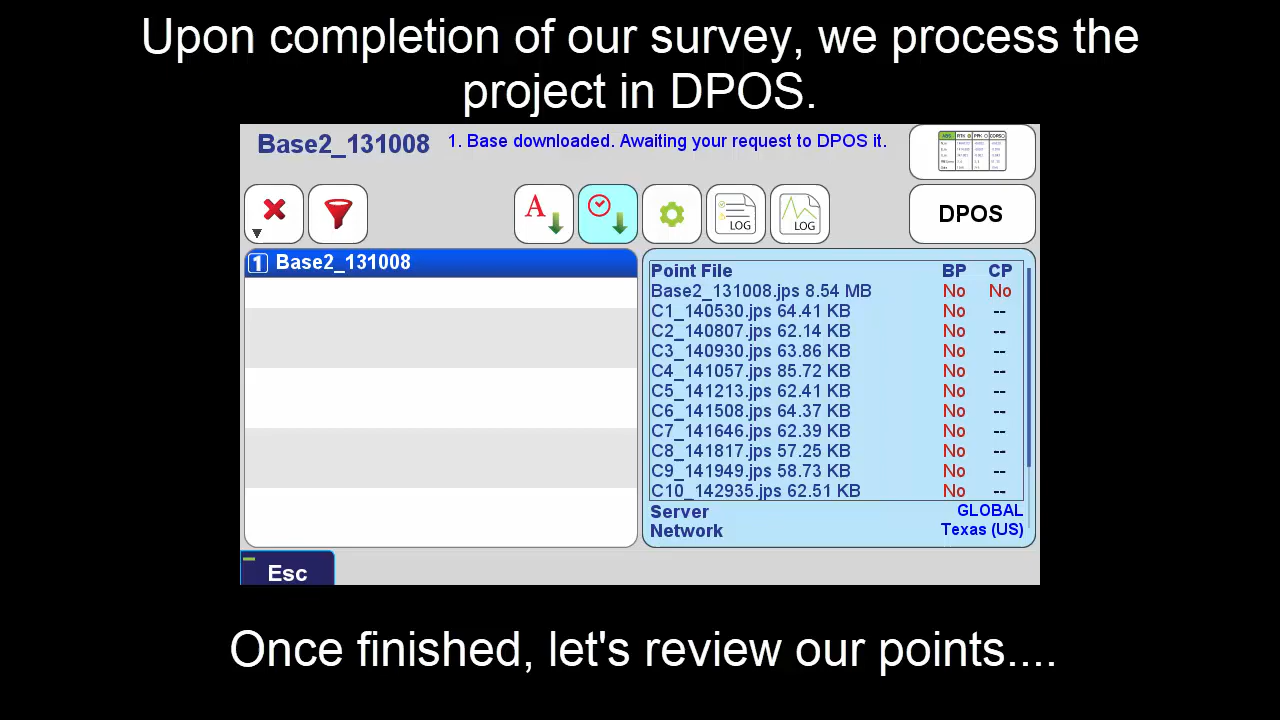 Upon completion of our survey, we process the
project in DPOS.
Base2_131008
1. Base downloaded. Awaiting your request to DPOS it.
LOG
LOG
DPOS
1 Base2_131008
Point File BP CP
Base2_131008.jps 8.54 MB No No
C1_140530.jps 64.41 KB No --
C2_140807.jps 62.14 KB No --
C3_140930.jps 63.86 KB No --
C4_141057.jps 85.72 KB No --
C5_141213.jps 62.41 KB No --
C6_141508.jps 64.37 KB No --
C7_141646.jps 62.39 KB No --
C8_141817.jps 57.25 KB No --
C9_141949.jps 58.73 KB No --
C10_142935.jps 62.51 KB No --
Server GLOBAL
Network Texas (US)
Esc
Once finished, let's review our points....